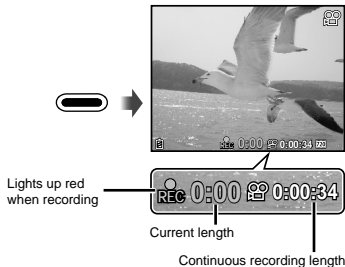 REC 0:00 0:00:34 720
Lights up red
when recording
REC 0:00 0:00:34
Current length
Continuous recording length